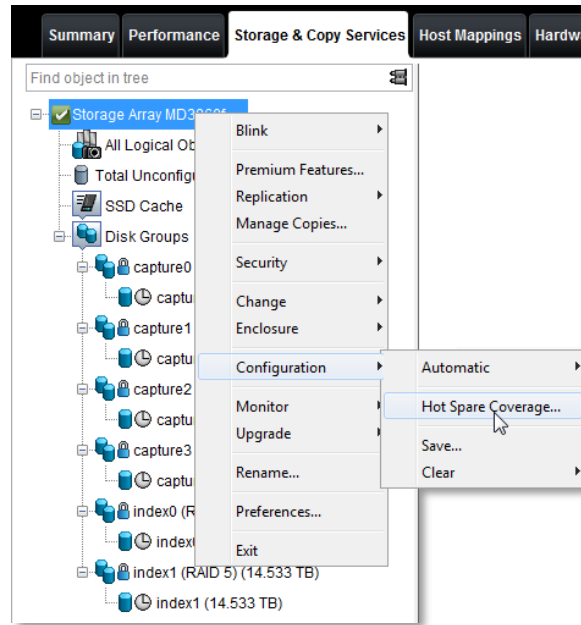 Summary Performance Storage & Copy Services Host Mappings Hardw
Find object in tree
Storage Array
All Logical Ob
Total Unconfigu
SSD Cache
Disk Groups
capture0
captu
capture1
captu
capture2
captu
capture3
captu
index0 (R
index
index1 (RAID 5) (14.533 TB)
index1 (14.533 TB)
Blink
Premium Features...
Replication
Manage Copies...
Security
Change
Enclosure
Configuration
Monitor
Upgrade
Rename...
Preferences...
Exit
Automatic
Hot Spare Coverage...
Save...
Clear